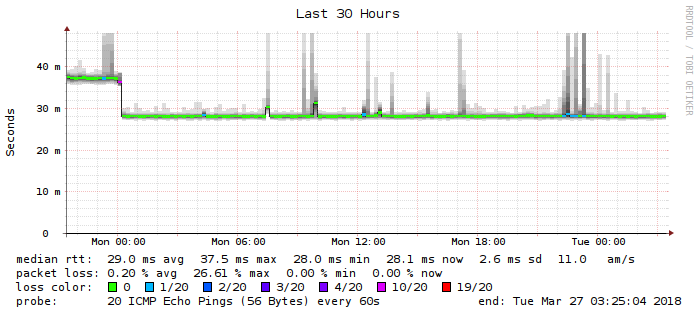 Last 30 Hours
RRDTOOL / TOBI OETIKER
Seconds
40 m
30 m
20 m
10 m
0
Mon 00:00 Mon 06:00 Mon 12:00 Mon 18:00 Tue 00:00
median rtt: 29.0 ms avg 37.5 ms max 28.0 ms min 28.1 ms now 2.6 ms sd 11.0 am/s
packet loss: 0.20 % avg 26.61 % max 0.00 % min 0.00 % now
loss color: 0 1/20 2/20 3/20 4/20 10/20 19/20
probe: 20 ICMP Echo Pings (56 Bytes) every 60s end: Tue Mar 27 03:25:04 2018